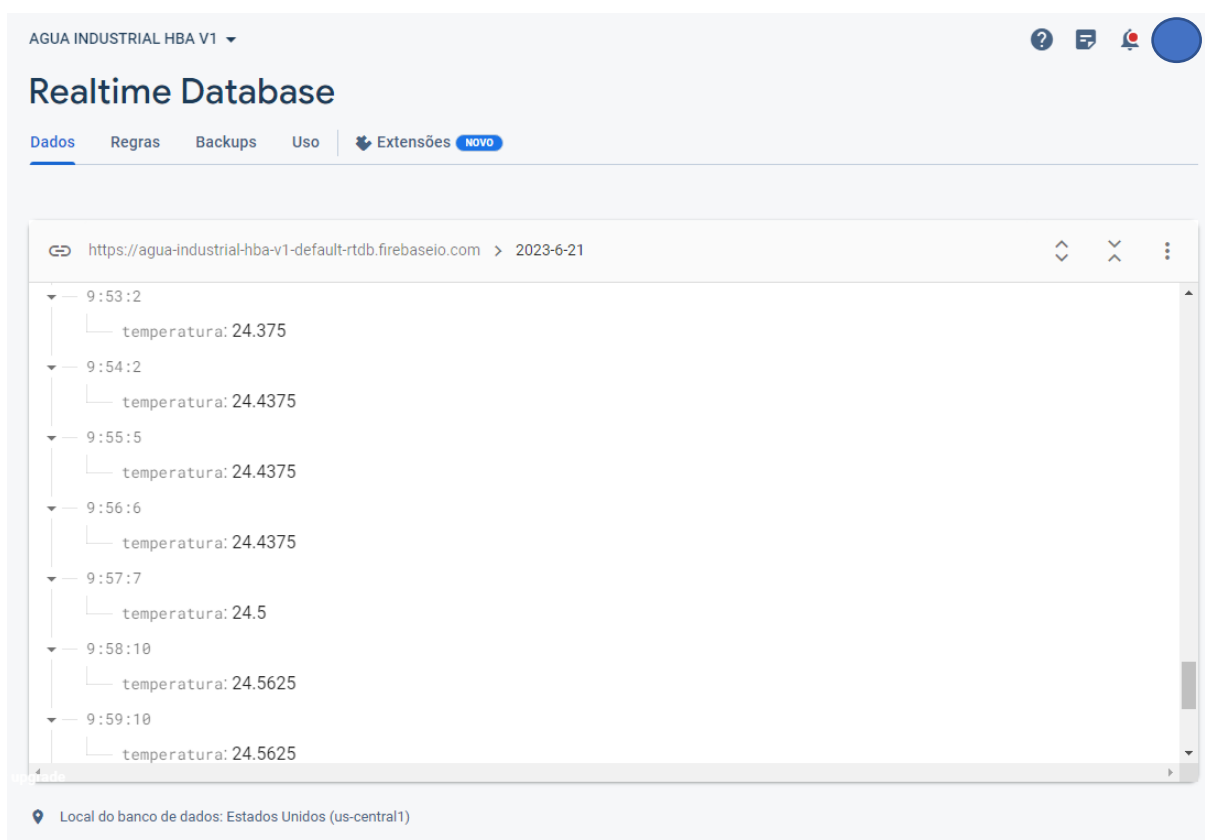 AGUA INDUSTRIAL HBA V1
Realtime Database
Dados Regras Backups Uso Extensões NOVO
https://agua-industrial-hba-v1-default-rtdb.firebaseio.com > 2023-6-21
9:53:2
temperatura: 24.375
9:54:2
temperatura: 24.4375
9:55:5
temperatura: 24.4375
9:56:6
temperatura: 24.4375
9:57:7
temperatura: 24.5
9:58:10
temperatura: 24.5625
9:59:10
temperatura: 24.5625
upgrade
Local do banco de dados: Estados Unidos (us-central1)